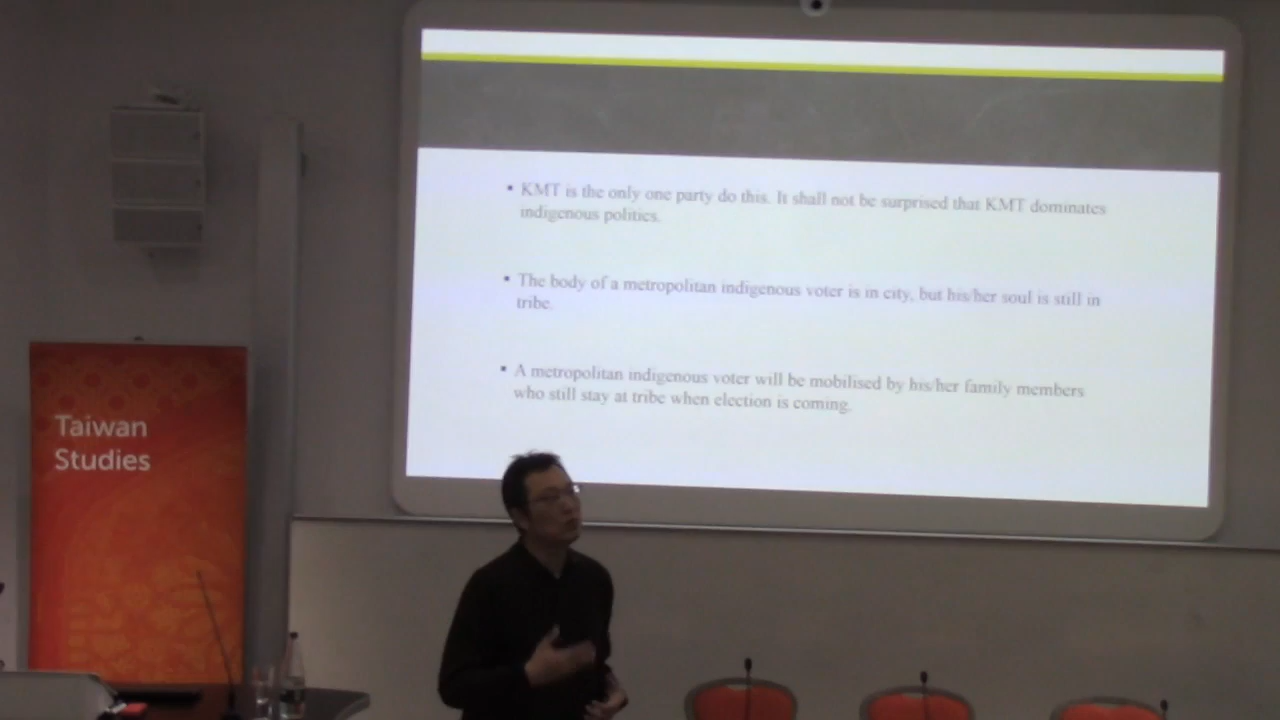 KMT is the only one party do this. It shall not be surprised that KMT dominates
indigenous politics.
The body of a metropolitan indigenous voter is in city, but his/her soul is still in
tribe.
A metropolitan indigenous voter will be mobilised by his/her family members
who still stay at tribe when election is coming.
Taiwan
Studies